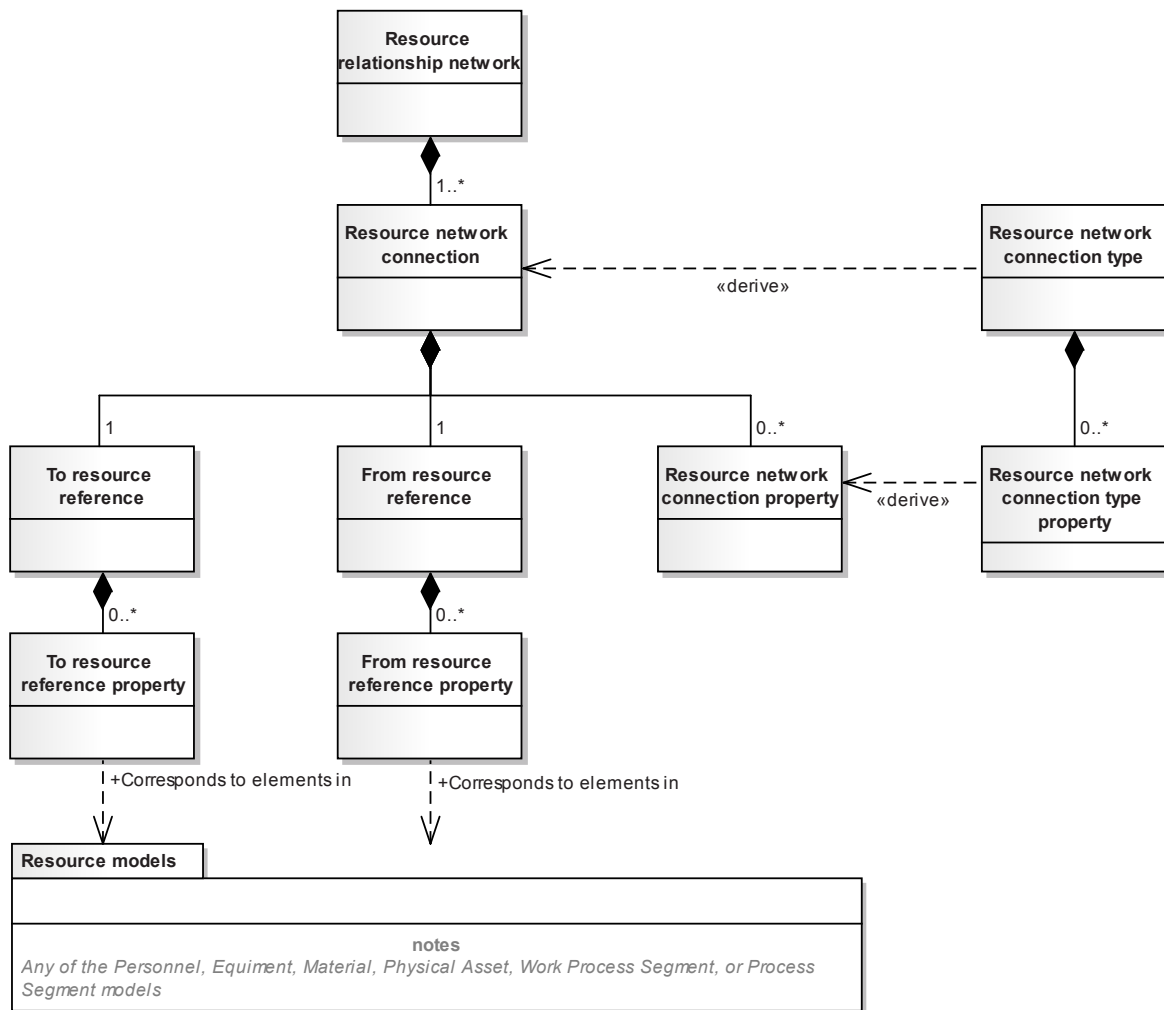 Resource
relationship network
1..*
Resource network
connection
Resource network
connection type
«derive»
1
1
0..*
0..*
To resource
reference
From resource
reference
Resource network
connection property
Resource network
connection type
property
«derive»
0..*
0..*
To resource
reference property
From resource
reference property
+Corresponds to elements in
+Corresponds to elements in
Resource models
notes
Any of the Personnel, Equiment, Material, Physical Asset, Work Process Segment, or Process
Segment models